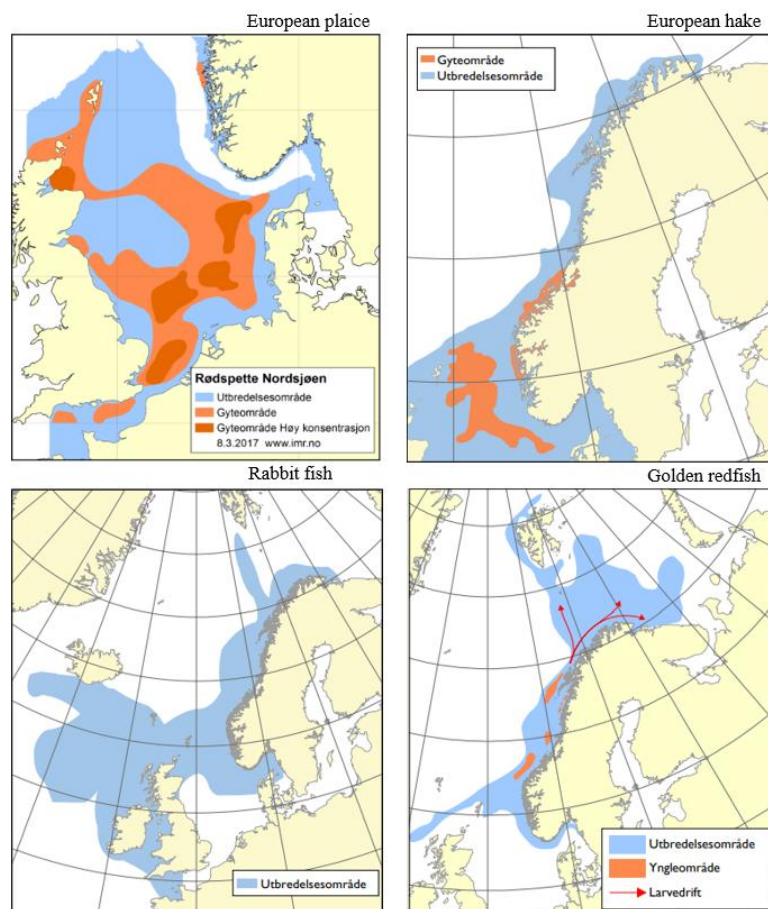 European plaice
European hake
Gyteområde
Utbredelsesområde
Rødspette Nordsjøen
Utbredelsesområde
Gyteområde
Gyteområde Høy konsentrasjon
8.3.2017 www.imr.no
Rabbit fish
Golden redfish
Utbredelsesområde
Utbredelsesområde
Yngleområde
Larvedrift